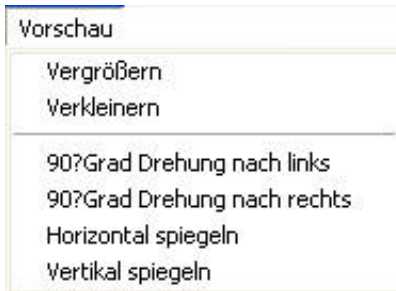 Vorschau
Vergrößern
Verkleinern
90?Grad Drehung nach links
90?Grad Drehung nach rechts
Horizontal spiegeln
Vertikal spiegeln